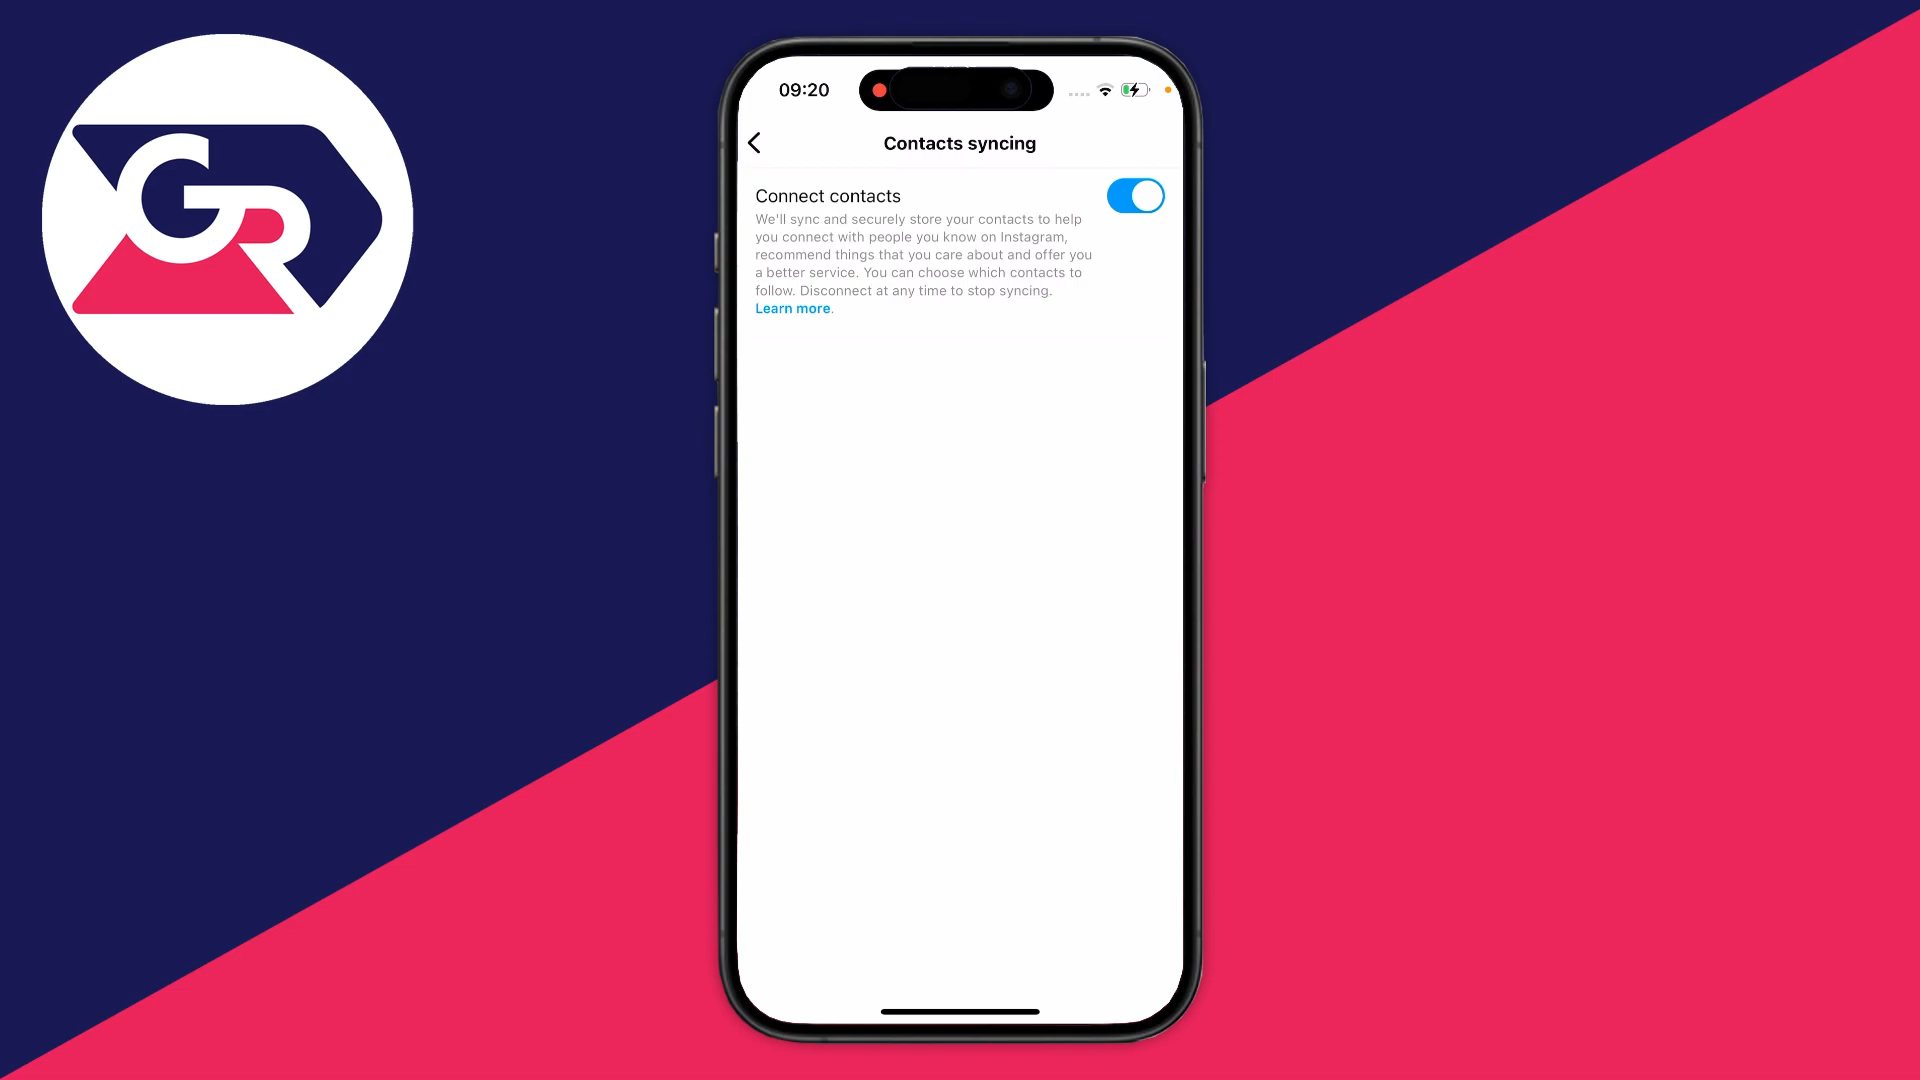 GR
09:20
Contacts syncing
Connect contacts
We'll sync and securely store your contacts to help
you connect with people you know on Instagram,
recommend things that you care about and offer you
a better service. You can choose which contacts to
follow. Disconnect at any time to stop syncing.
Learn more.